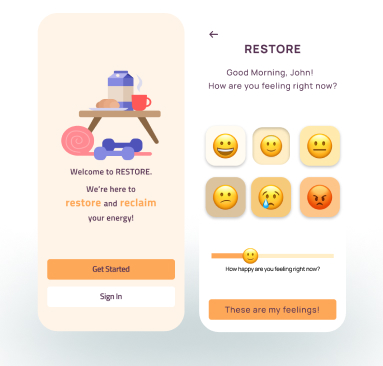 Welcome to RESTORE.
We're here to
restore and reclaim
your energy!
Get Started
Sign In
RESTORE
Good Morning, John!
How are you feeling right now?
How happy are you feeling right now?
These are my feelings!